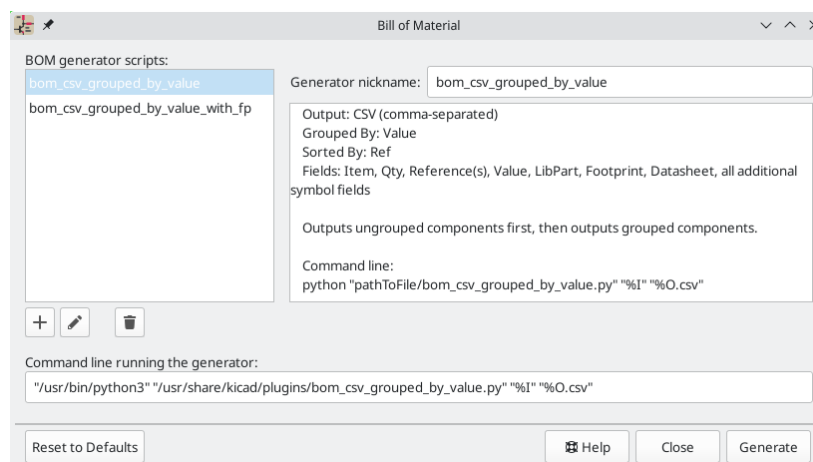 Bill of Material
BOM generator scripts:
bom_csv_grouped_by_value
bom_csv_grouped_by_value_with_fp
Generator nickname: bom_csv_grouped_by_value
Output: CSV (comma-separated)
Grouped By: Value
Sorted By: Ref
Fields: Item, Qty, Reference(s), Value, LibPart, Footprint, Datasheet, all additional
symbol fields
Outputs ungrouped components first, then outputs grouped components.
Command line:
python "pathToFile/bom_csv_grouped_by_value.py" "%I" "%O.csv"
Command line running the generator:
"/usr/bin/python3" "/usr/share/kicad/plugins/bom_csv_grouped_by_value.py" "%I" "%O.csv"
Reset to Defaults Help Close Generate